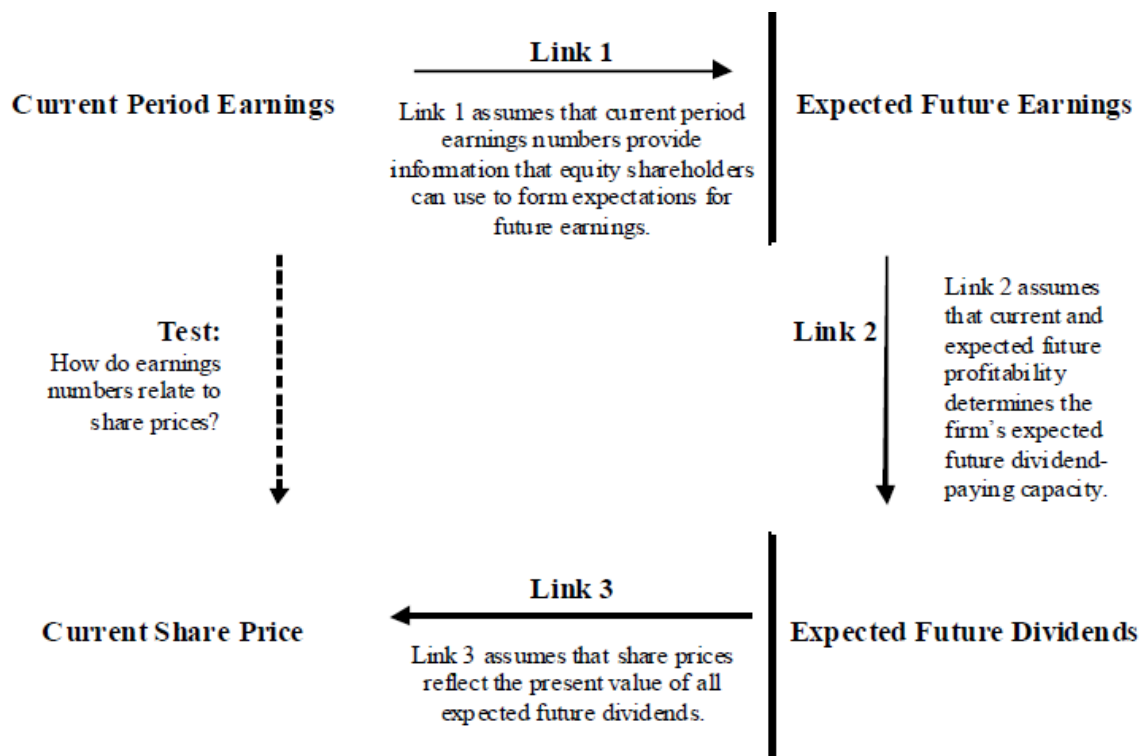 Link 1
Current Period Earnings
Expected Future Earnings
Link 1 assumes that current period
earnings numbers provide
information that equity shareholders
can use to form expectations for
future earnings.
Test:
How do earnings
numbers relate to
share prices?
Link 2
Link 2 assumes
that current and
expected future
profitability
determines the
firm's expected
future dividend-
paying capacity.
Link 3
Current Share Price
Expected Future Dividends
Link 3 assumes that share prices
reflect the present value of all
expected future dividends.